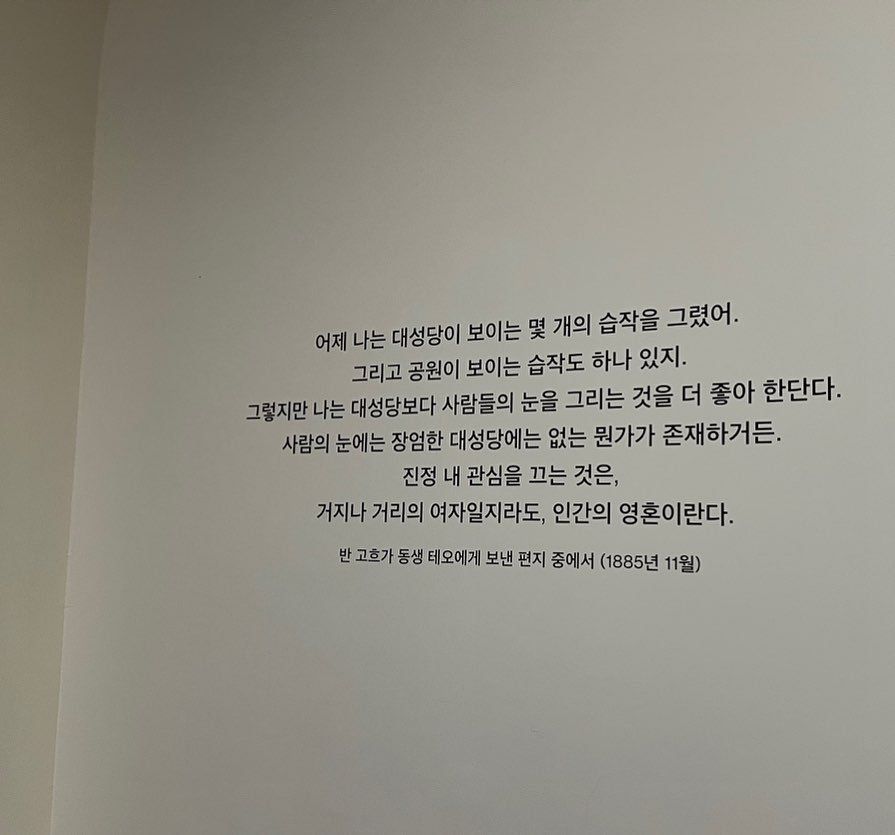 어제 나는 대성당이 보이는 몇 개의 습작을 그렸어.
그리고 공원이 보이는 습작도 하나 있지.
그렇지만 나는 대성당보다 사람들의 눈을 그리는 것을 더 좋아 한단다.
사람의 눈에는 장엄한 대성당에는 없는 뭔가가 존재하거든.
진정 내 관심을 끄는 것은,
거지나 거리의 여자일지라도, 인간의 영혼이란다.
반 고흐가 동생 테오에게 보낸 편지 중에서 (1885년 11월)